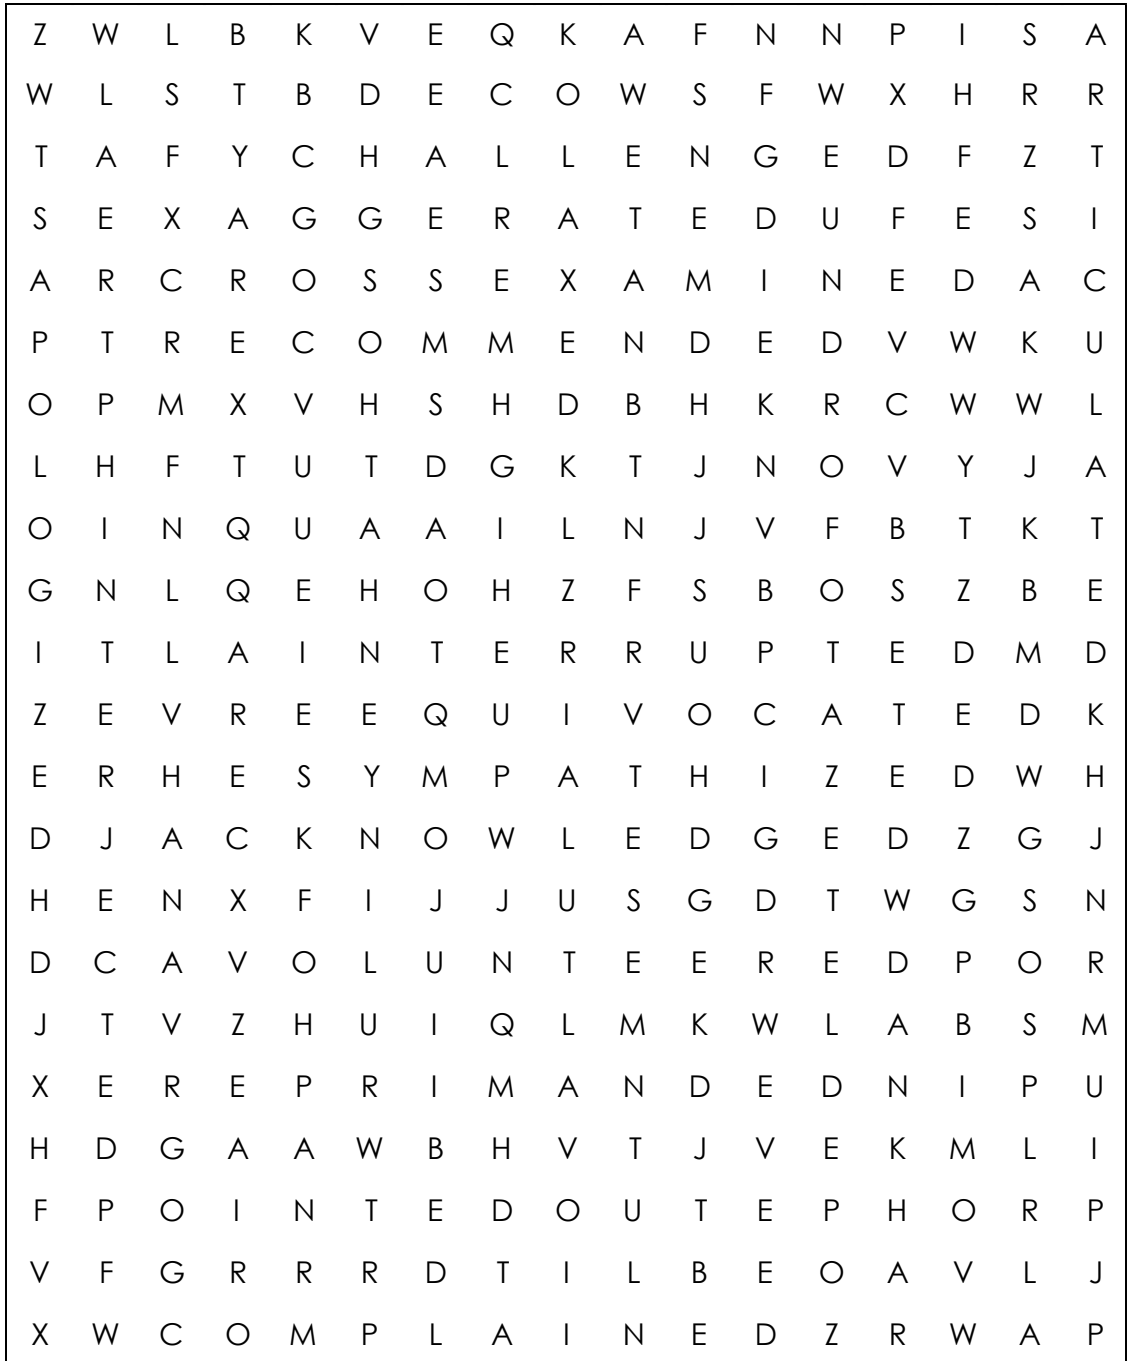 Z W L B K V E Q K A F N N P I S A
W L S T B D E C O W S F W X H R R
T A F Y C H A L L E N G E D F Z T
S E X A G G E R A T E D U F E S I
A R C R O S S E X A M I N E D A C
P T R E C O M M E N D E D V W K U
O P M X V H S H D B H K R C W W L
L H F T U T D G K T J N O V Y J A
O I N Q U A A I L N J V F B T K T
G N L Q E H O H Z F S B O S Z B E
I T L A I N T E R R U P T E D M D
Z E V R E E Q U I V O C A T E D K
E R H E S Y M P A T H I Z E D W H
D J A C K N O W L E D G E D Z G J
H E N X F I J J U S G D T W G S N
D C A V O L U N T E E R E D P O R
J T V Z H U I Q L M K W L A B S M
X E R E P R I M A N D E D N I P U
H D G A A W B H V T J V E K M L I
F P O I N T E D O U T E P H O R P
V F G R R R D T I L B E O A V L J
X W C O M P L A I N E D Z R W A P